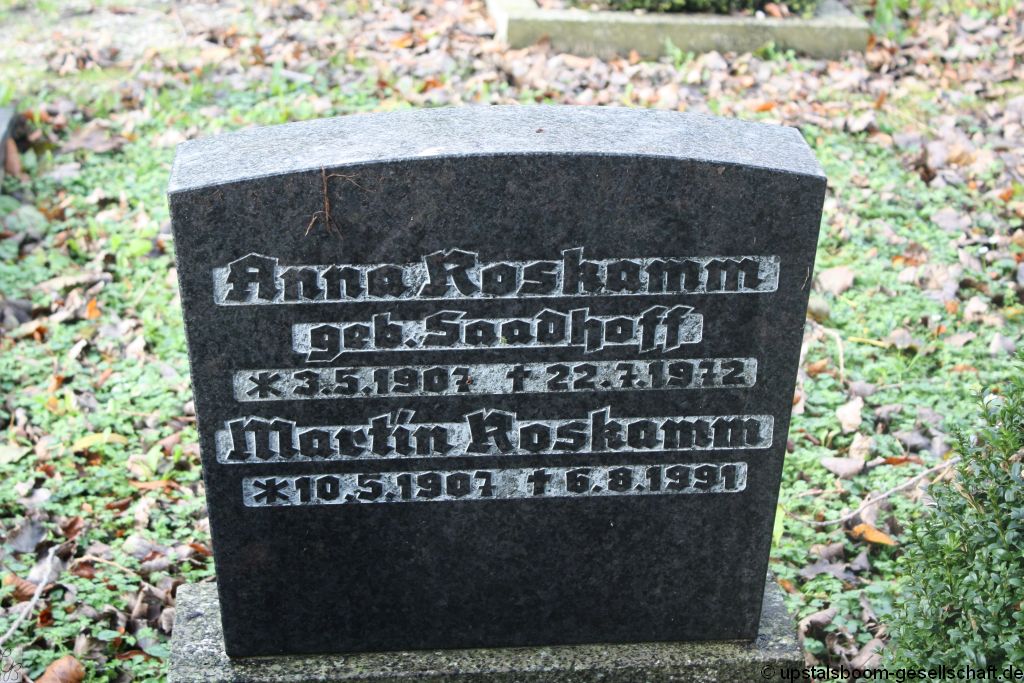 Anna Roskamm
geb. Saadhoff
* 3.5.1907 † 22.7.1972
Martin Roskamm
* 10.5.1907 † 6.8.1991
© upstalsboom-gesellschaft.de